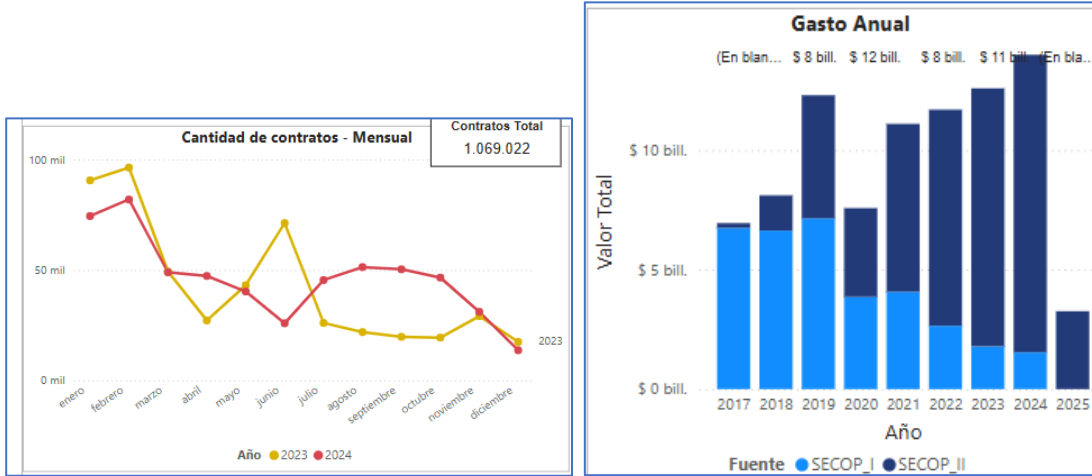 Cantidad de contratos - Mensual
Contratos Total
1.069.022
100 mil
50 mil
0 mil
2023
enero
febrero
marzo
abril
mayo
junio
julio
agosto
septiembre
octubre
noviembre
diciembre
Año 2023 2024
Gasto Anual
(En blan... $ 8 bill. $ 12 bill. $ 8 bill. $ 11 bill. (En bla...
$ 10 bill.
$ 5 bill.
$ 0 bill.
Valor Total
2017 2018 2019 2020 2021 2022 2023 2024 2025
Año
Fuente SECOP_I SECOP_II